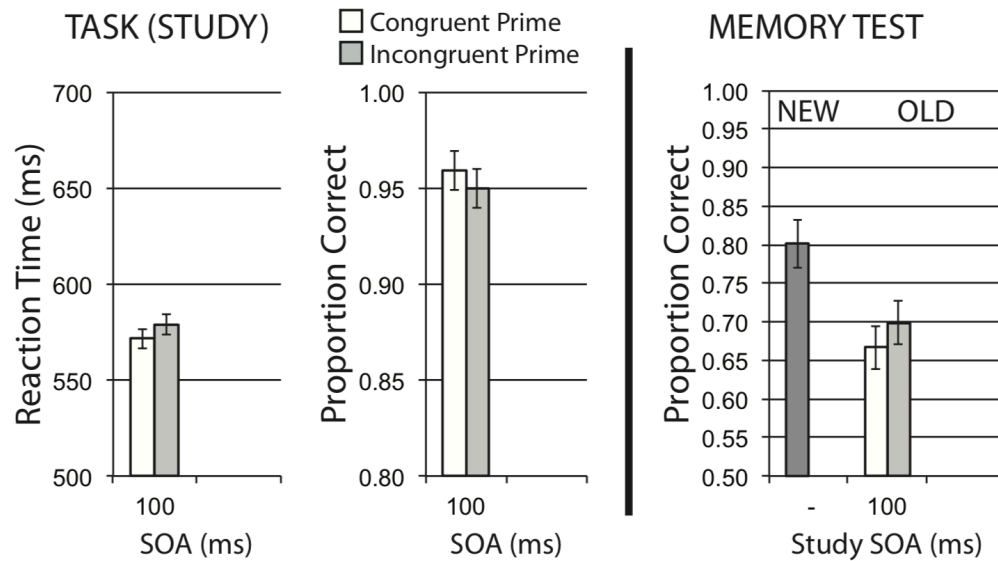 TASK (STUDY)
Congruent Prime
Incongruent Prime
MEMORY TEST
Reaction Time (ms)
700
650
600
550
500
100
SOA (ms)
Proportion Correct
1.00
0.95
0.90
0.85
0.80
100
SOA (ms)
Proportion Correct
1.00
0.95
0.90
0.85
0.80
0.75
0.70
0.65
0.60
0.55
0.50
NEW OLD
- 100
Study SOA (ms)